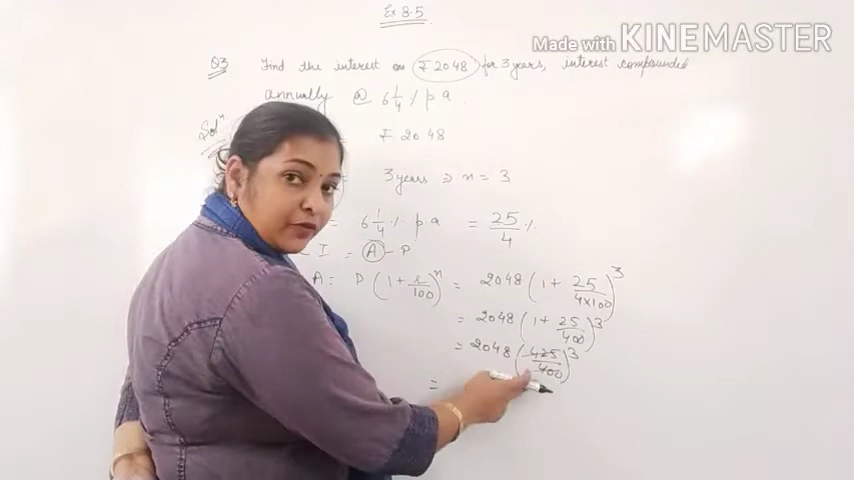 Made with KINEMASTER
Ex 8.5
Q3 Find the interest on ₹ 2048 for 3 years, interest compounded
annually @ 6 1/4 % p.a.
Solⁿ = ₹ 2048
3 years ⇒ n = 3
= 6 1/4 % p.a = 25/4 %
I = A - P
A = P (1 + r/100)ⁿ = 2048 (1 + 25/(4×100))³
= 2048 (1 + 25/400)³
= 2048 (425/400)³
=